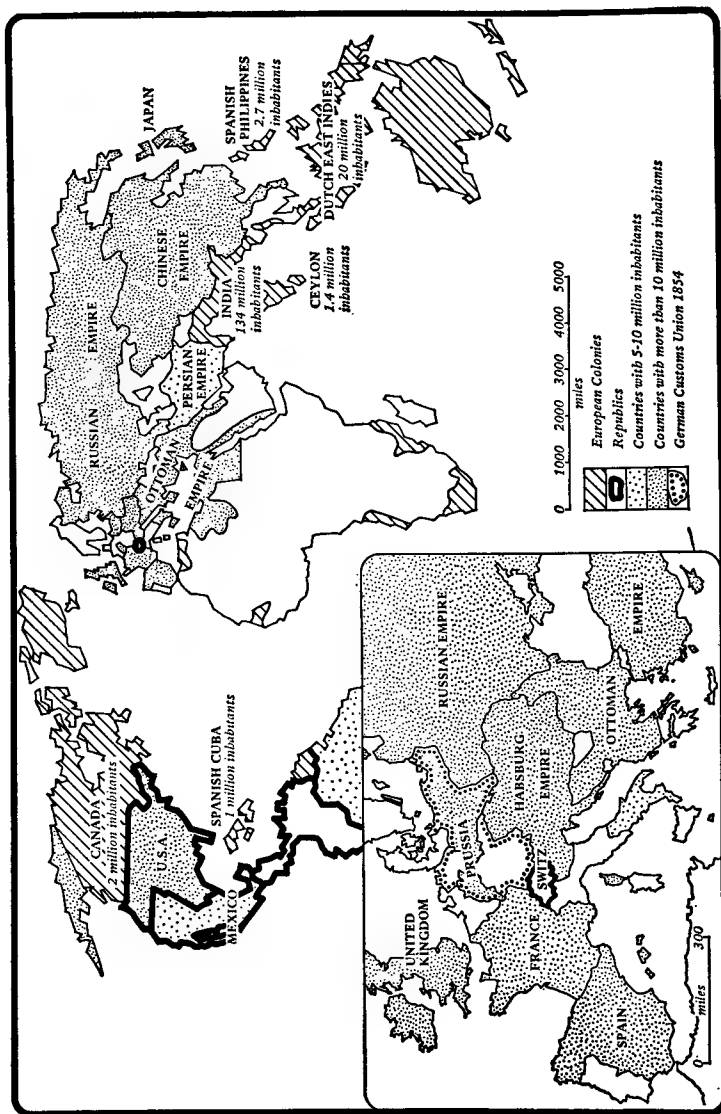 CANADA
2 million inhabitants
U.S.A.
MEXICO
SPANISH CUBA
1 million inhabitants
RUSSIAN EMPIRE
OTTOMAN
EMPIRE
PERSIAN
EMPIRE
CHINESE
EMPIRE
JAPAN
INDIA
134 million
inhabitants
CEYLON
1.4 million
inhabitants
SPANISH
PHILIPPINES
2.7 million
inhabitants
DUTCH EAST INDIES
20 million
inhabitants
UNITED
KINGDOM
PRUSSIA
RUSSIAN EMPIRE
FRANCE
SWITZ
HABSBURG
EMPIRE
OTTOMAN
EMPIRE
SPAIN
0 300
miles
0 1000 2000 3000 4000 5000
miles
European Colonies
Republics
Countries with 5-10 million inhabitants
Countries with more than 10 million inhabitants
German Customs Union 1854